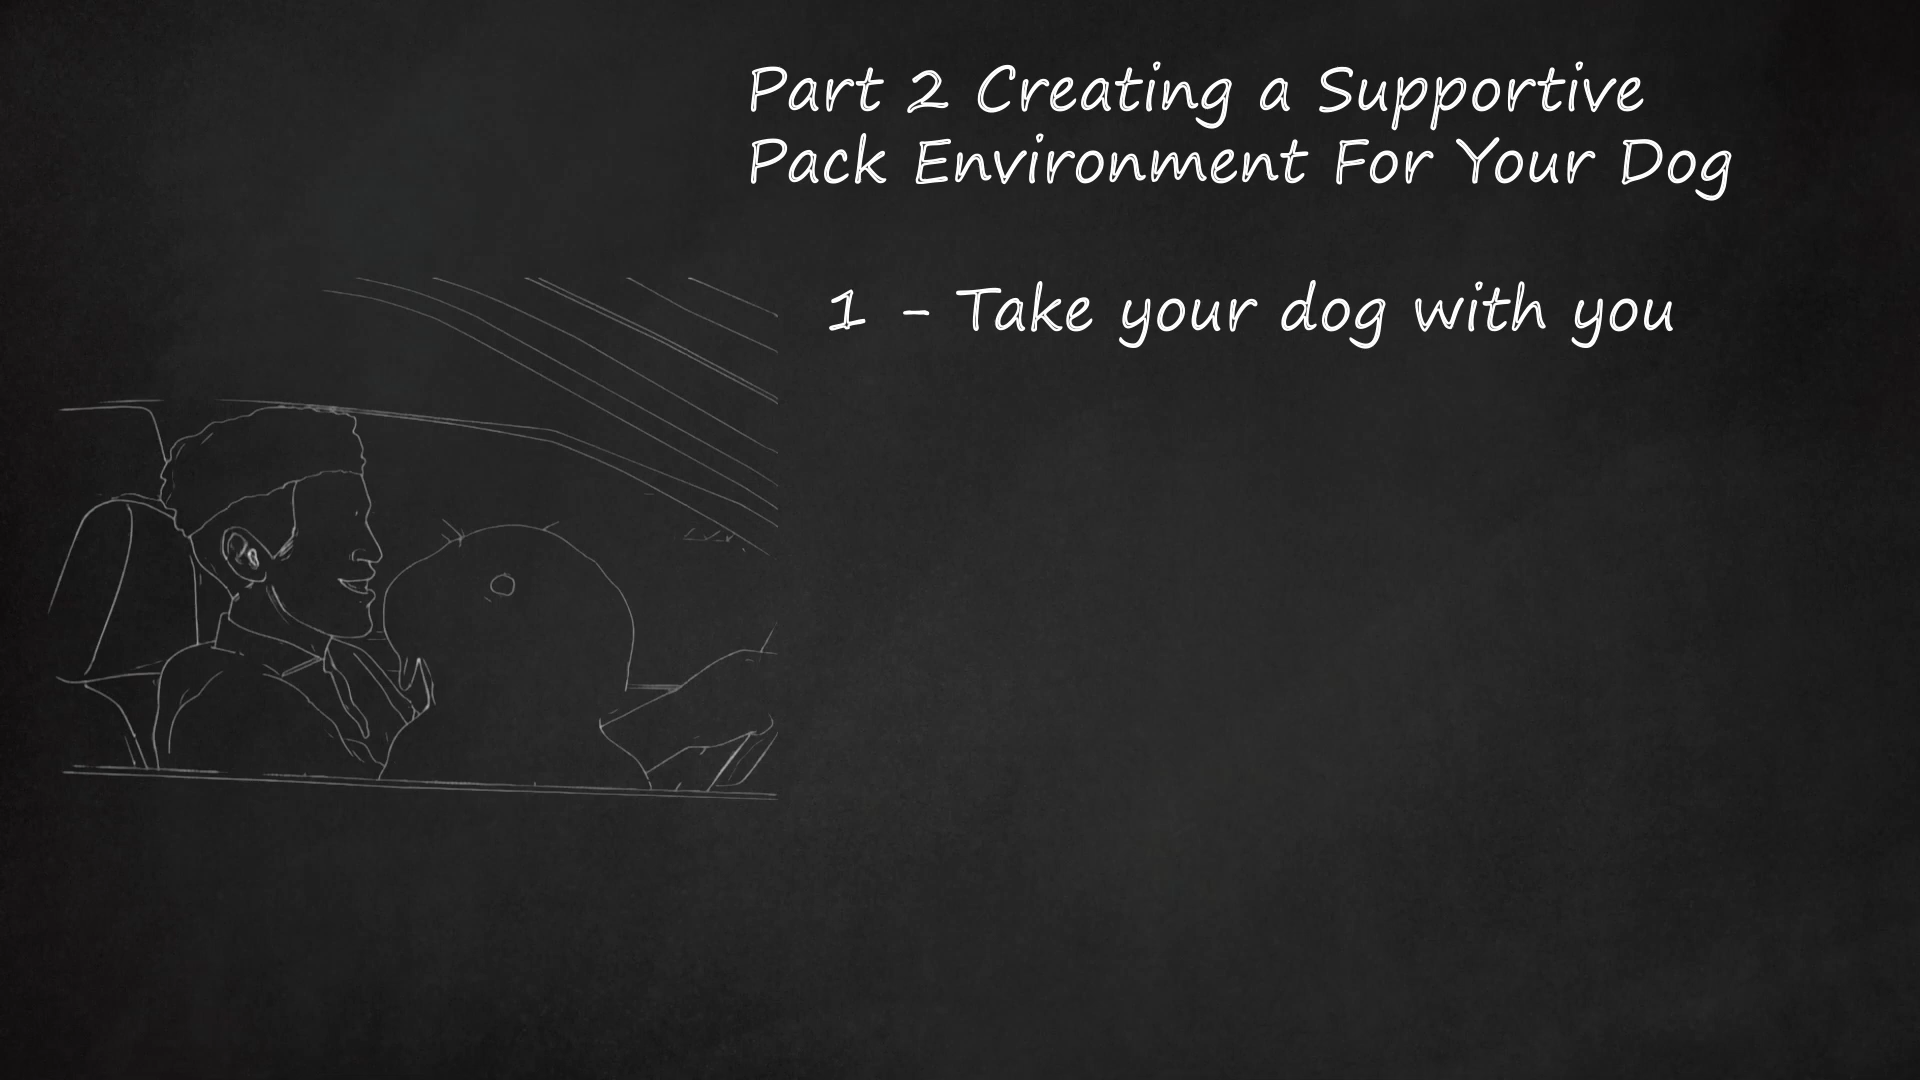 Part 2 Creating a Supportive
Pack Environment For Your Dog
1 - Take your dog with you